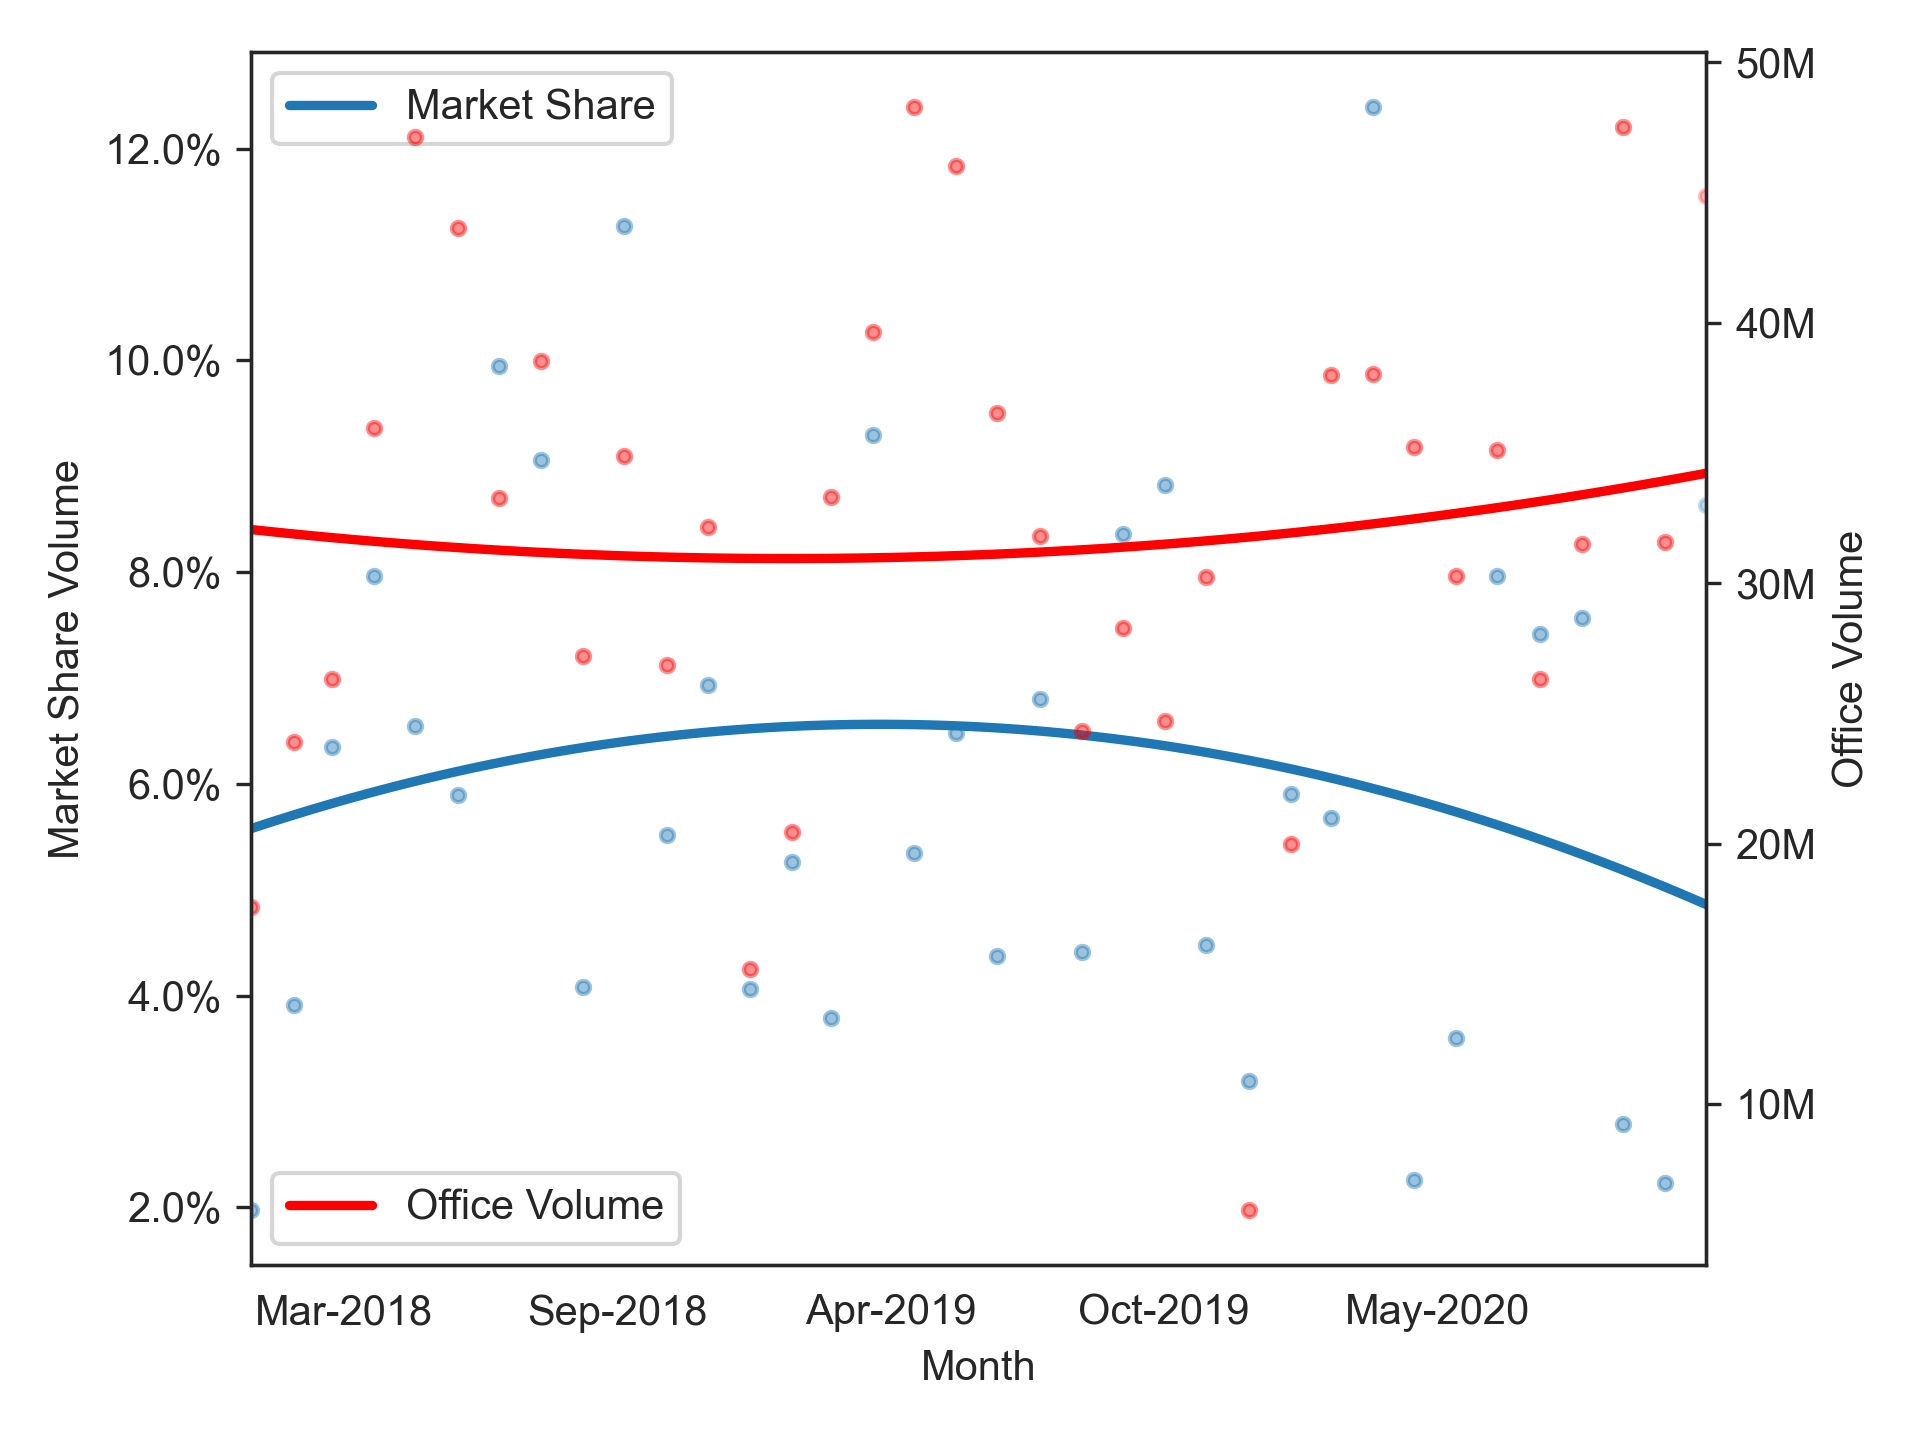 Market Share
Office Volume
12.0%
10.0%
8.0%
6.0%
4.0%
2.0%
Market Share Volume
50M
40M
30M
20M
10M
Office Volume
Mar-2018
Sep-2018
Apr-2019
Oct-2019
May-2020
Month